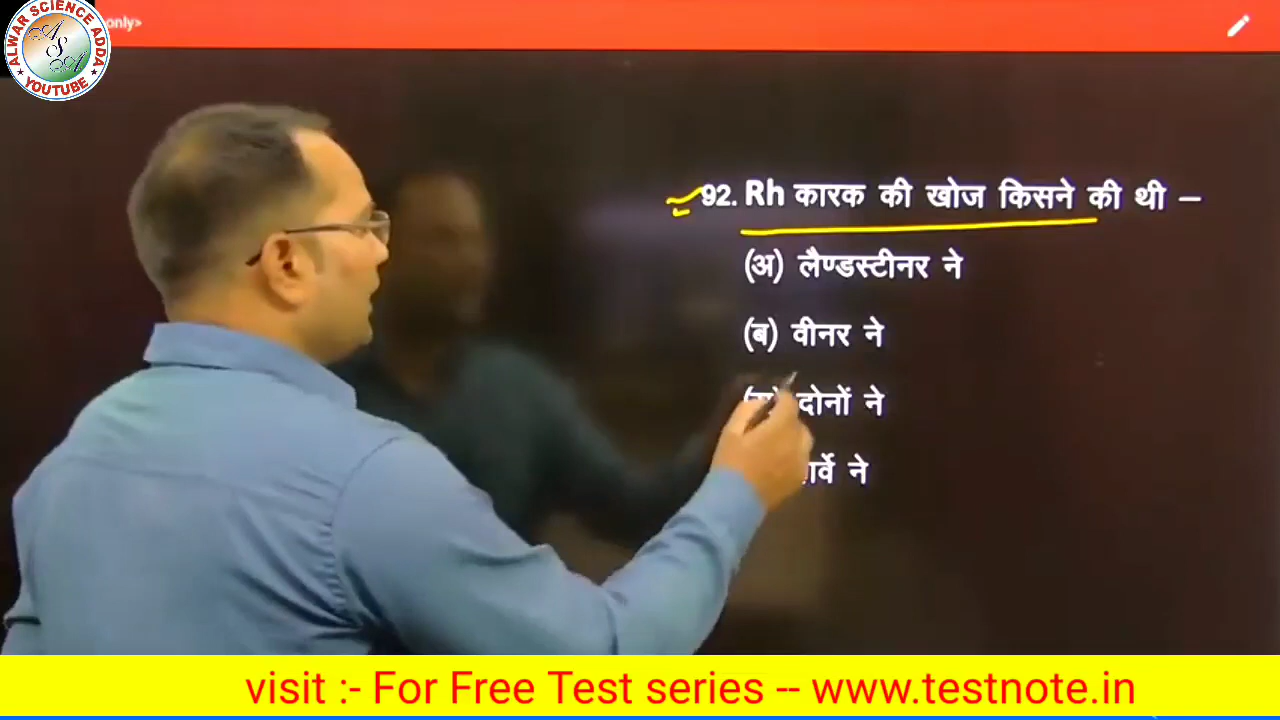 ALWAR SCIENCE ADDA
ASA
YOUTUBE
only>
92. Rh कारक की खोज किसने की थी –
(अ) लैण्डस्टीनर ने
(ब) वीनर ने
दोनों ने
ने
visit :- For Free Test series -- www.testnote.in